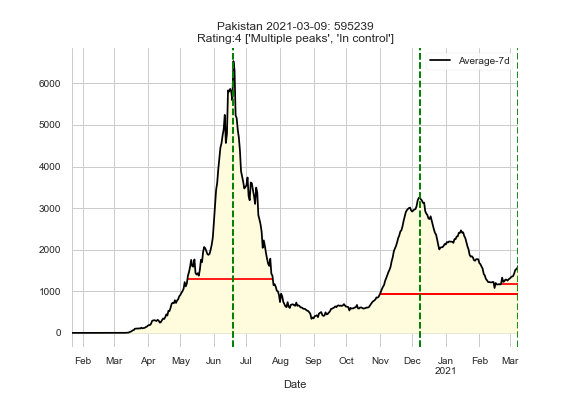 Pakistan 2021-03-09: 595239
Rating:4 ['Multiple peaks', 'In control']
Average-7d
6000
5000
4000
3000
2000
1000
0
Feb Mar Apr May Jun Jul Aug Sep Oct Nov Dec Jan Feb Mar
2021
Date